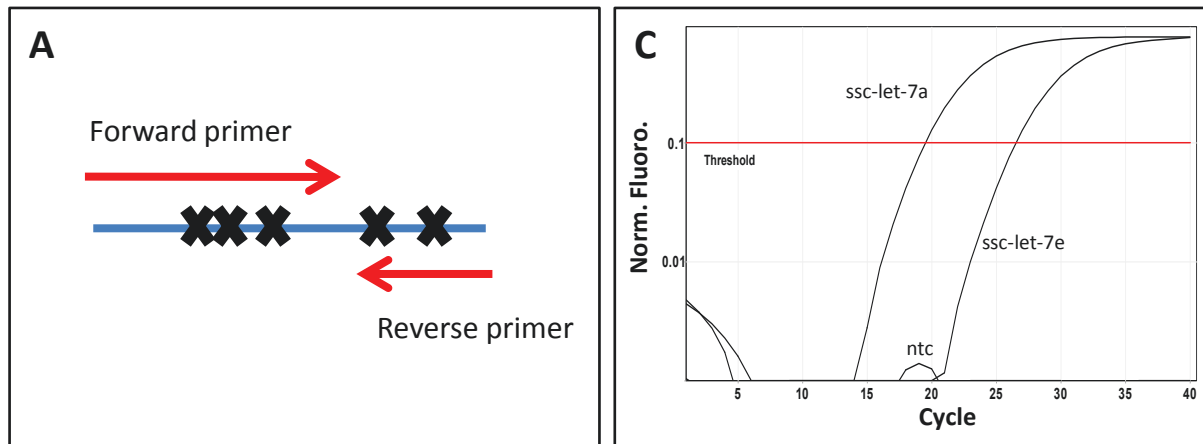 A
Forward primer
Reverse primer
C
Norm. Fluoro.
0.1
0.01
Threshold
ssc-let-7a
ssc-let-7e
ntc
5 10 15 20 25 30 35 40
Cycle